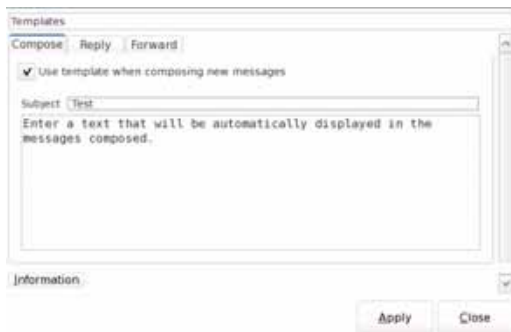 Templates
Compose Reply Forward
Use template when composing new messages
Subject Test
Enter a text that will be automatically displayed in the
messages composed.
Information
Apply Close